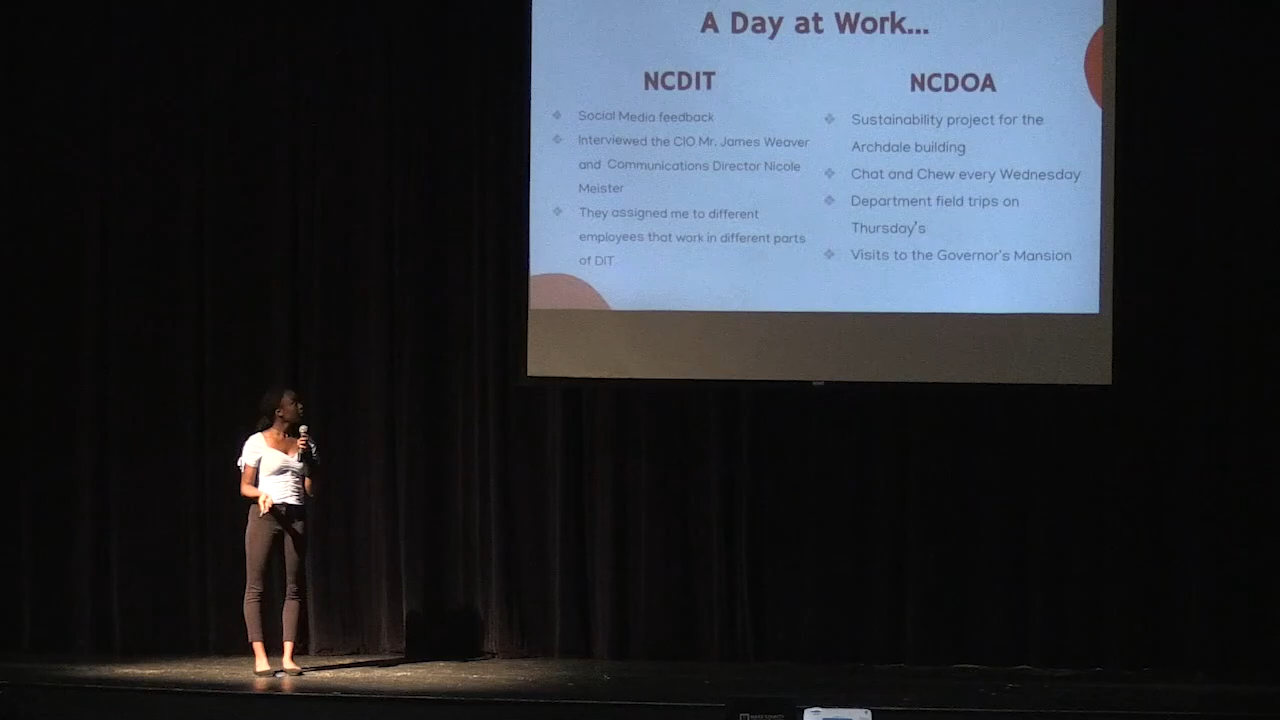 A Day at Work...
NCDIT
Social Media feedback
Interviewed the CIO Mr. James Weaver
and Communications Director Nicole
Meister
They assigned me to different
employees that work in different parts
of DIT
NCDOA
Sustainability project for the
Archdale building
Chat and Chew every Wednesday
Department field trips on
Thursday's
Visits to the Governor's Mansion